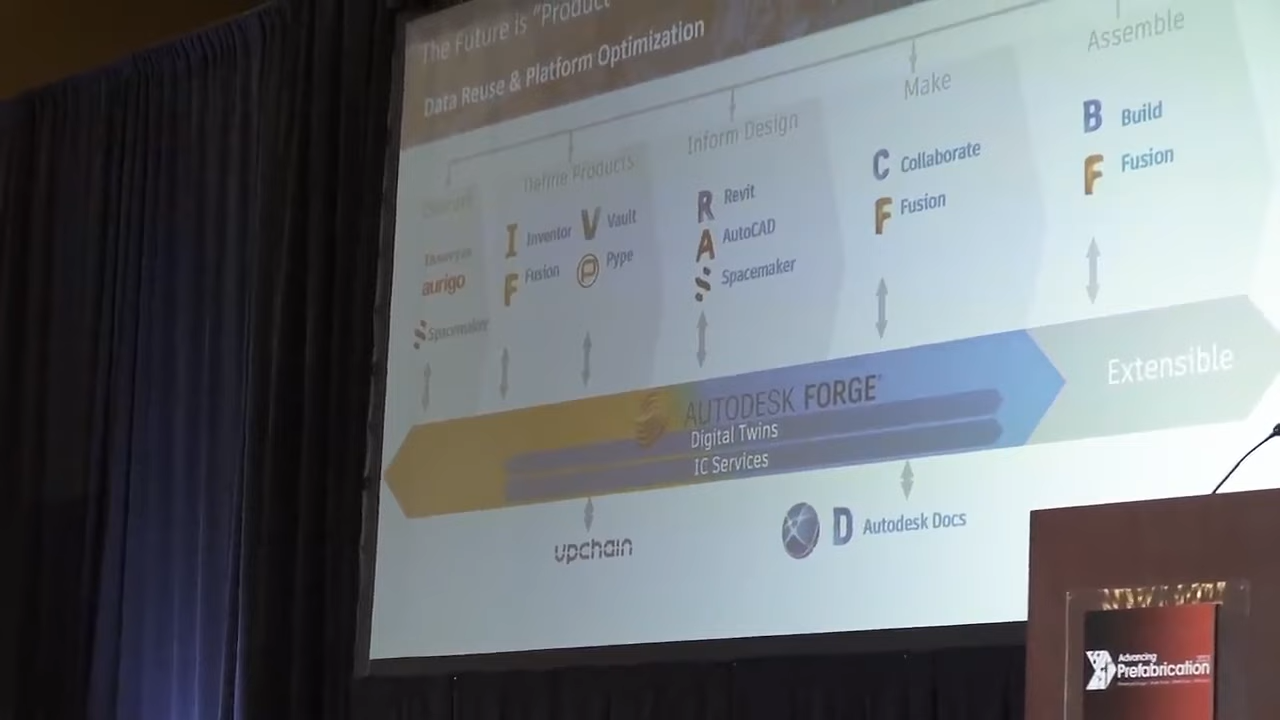 The Future is "Product
Data Reuse & Platform Optimization
Assemble
Make
Inform Design
Define Products
B Build
F Fusion
C Collaborate
F Fusion
R Revit
A AutoCAD
Spacemaker
I Inventor
V Vault
F Fusion
P Pype
aurigo
Spacemaker
AUTODESK FORGE
Digital Twins
IC Services
Extensible
upchain
D Autodesk Docs
Advancing
Prefabrication